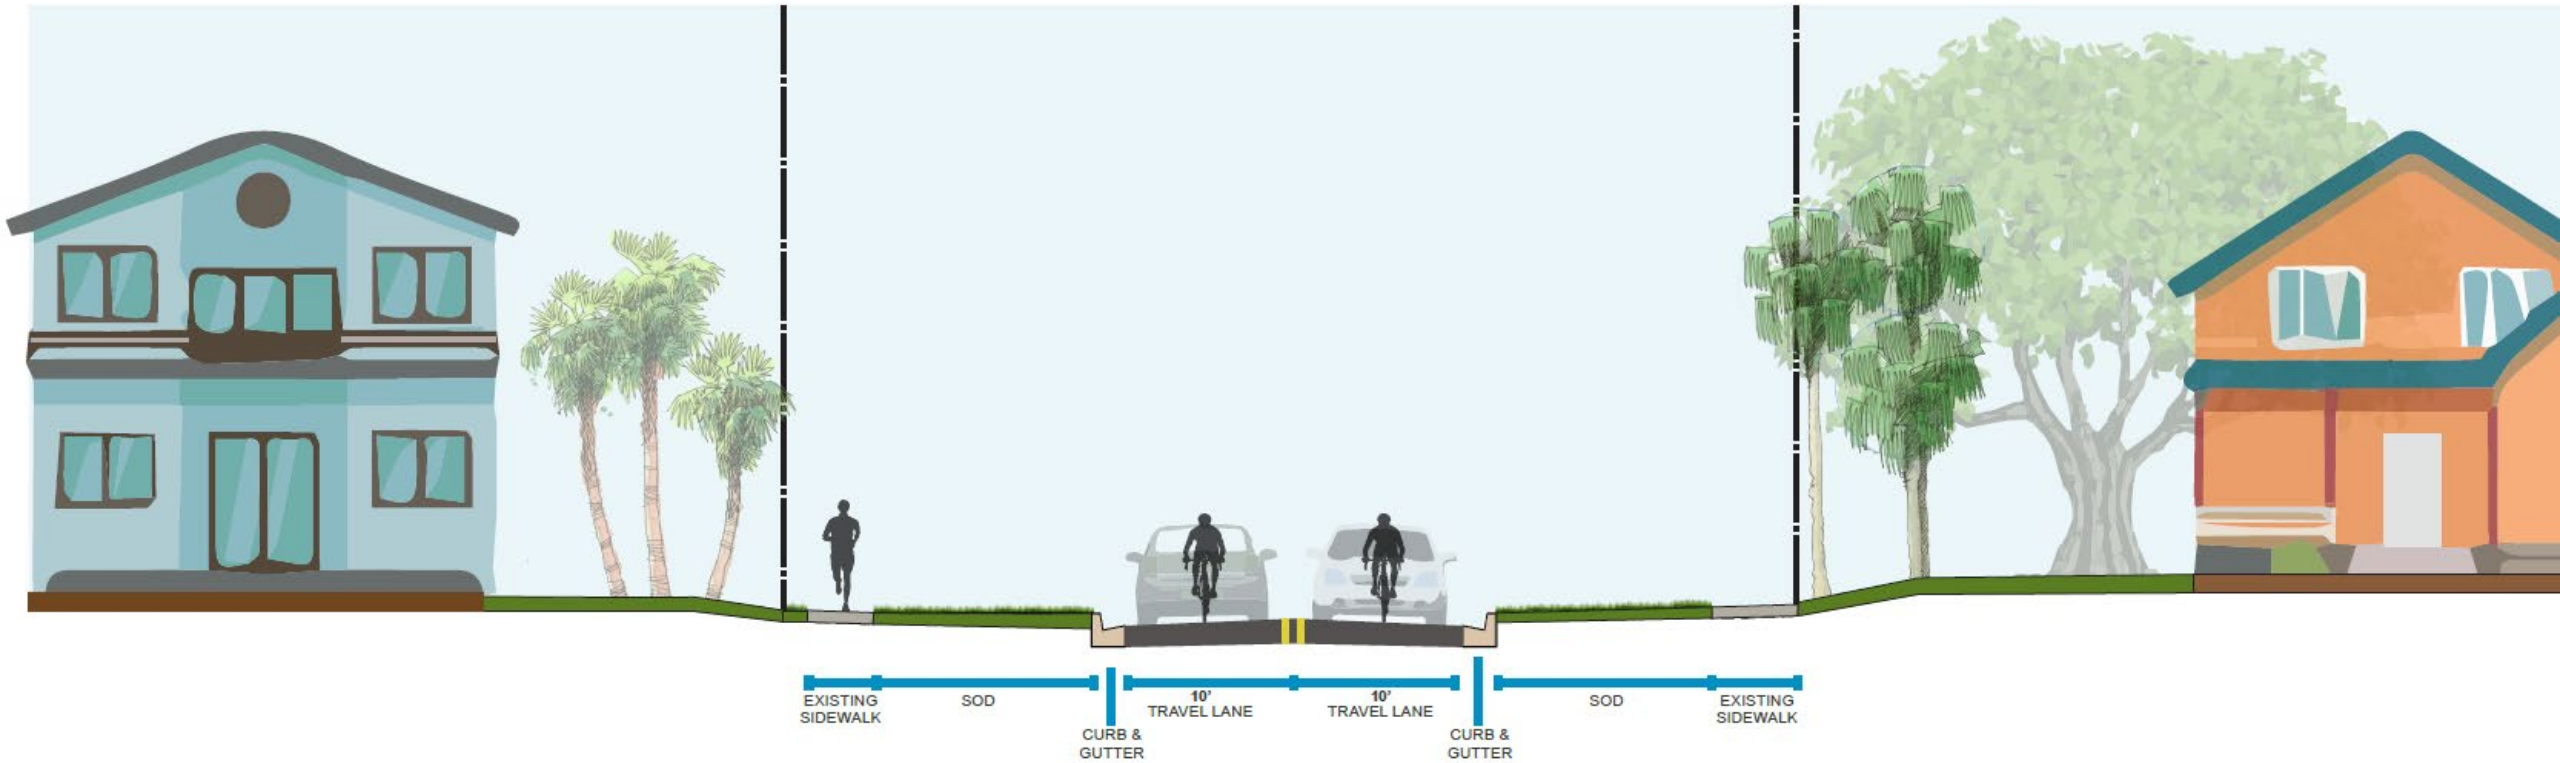 EXISTING
SIDEWALK
SOD
CURB &
GUTTER
10'
TRAVEL LANE
10'
TRAVEL LANE
CURB &
GUTTER
SOD
EXISTING
SIDEWALK